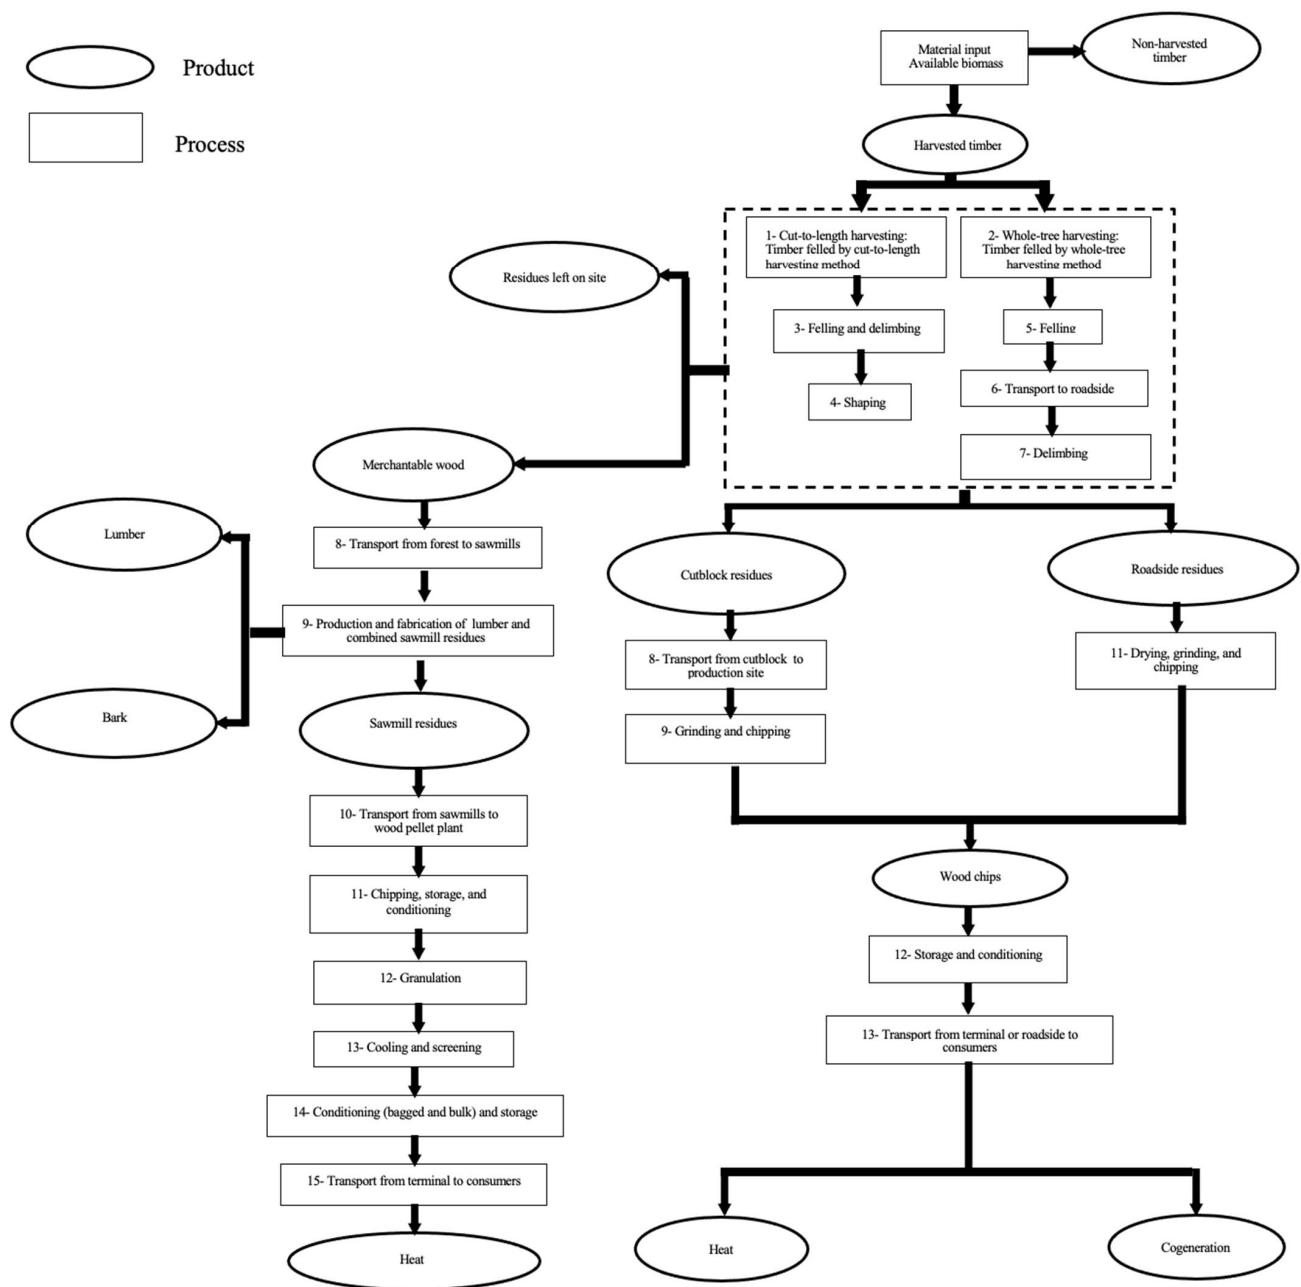 Product
Process
Material input
Available biomass
Non-harvested
timber
Harvested timber
1- Cut-to-length harvesting:
Timber felled by cut-to-length
harvesting method
2- Whole-tree harvesting:
Timber felled by whole-tree
harvesting method
Residues left on site
3- Felling and delimbing
5- Felling
4- Shaping
6- Transport to roadside
7- Delimbing
Merchantable wood
Lumber
8- Transport from forest to sawmills
Cutblock residues
Roadside residues
9- Production and fabrication of lumber and
combined sawmill residues
8- Transport from cutblock to
production site
11- Drying, grinding, and
chipping
Bark
Sawmill residues
9- Grinding and chipping
10- Transport from sawmills to
wood pellet plant
11- Chipping, storage, and
conditioning
Wood chips
12- Granulation
12- Storage and conditioning
13- Cooling and screening
13- Transport from terminal or roadside to
consumers
14- Conditioning (bagged and bulk) and storage
15- Transport from terminal to consumers
Heat
Heat
Cogeneration